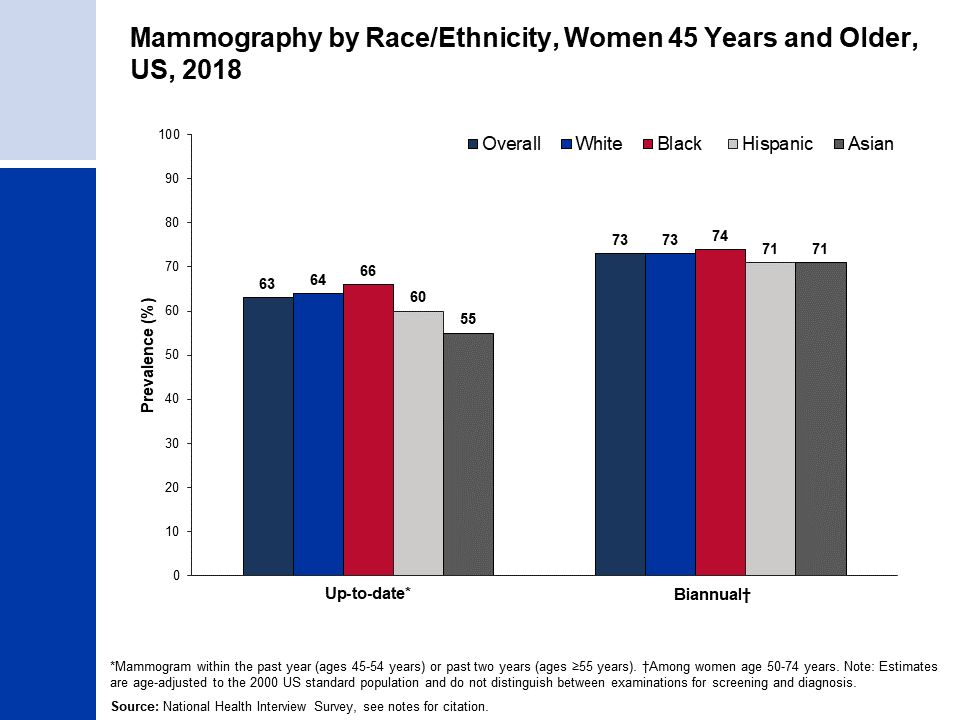 Mammography by Race/Ethnicity, Women 45 Years and Older,
US, 2018
Overall White Black Hispanic Asian
100
90
80
70
60
50
40
30
20
10
0
Prevalence (%)
63 64 66 60 55
73 73 74 71 71
Up-to-date* Biannual†
*Mammogram within the past year (ages 45-54 years) or past two years (ages ≥55 years). †Among women age 50-74 years. Note: Estimates
are age-adjusted to the 2000 US standard population and do not distinguish between examinations for screening and diagnosis.
Source: National Health Interview Survey, see notes for citation.